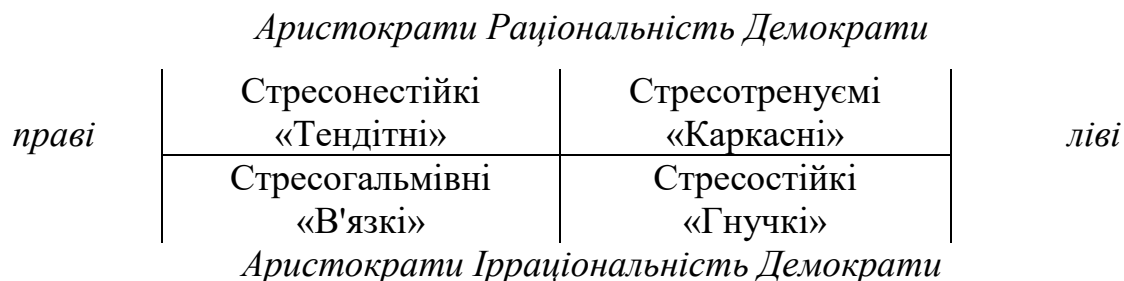 Аристократи Раціональність Демократи
Стресонестійкі Стресотренуємі
праві «Тендітні» «Каркасні» ліві
Стресогальмівні Стресостійкі
«В'язкі» «Гнучкі»
Аристократи Ірраціональність Демократи